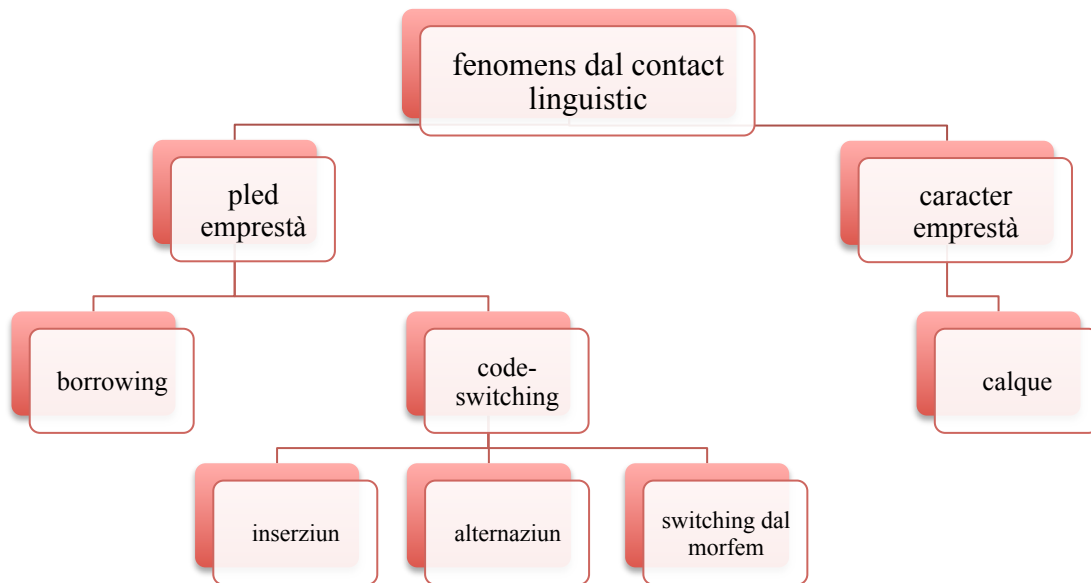 fenomens dal contact
linguistic
pled
emprestà
caracter
emprestà
borrowing
code-
switching
calque
inserziun
alternaziun
switching dal
morfem